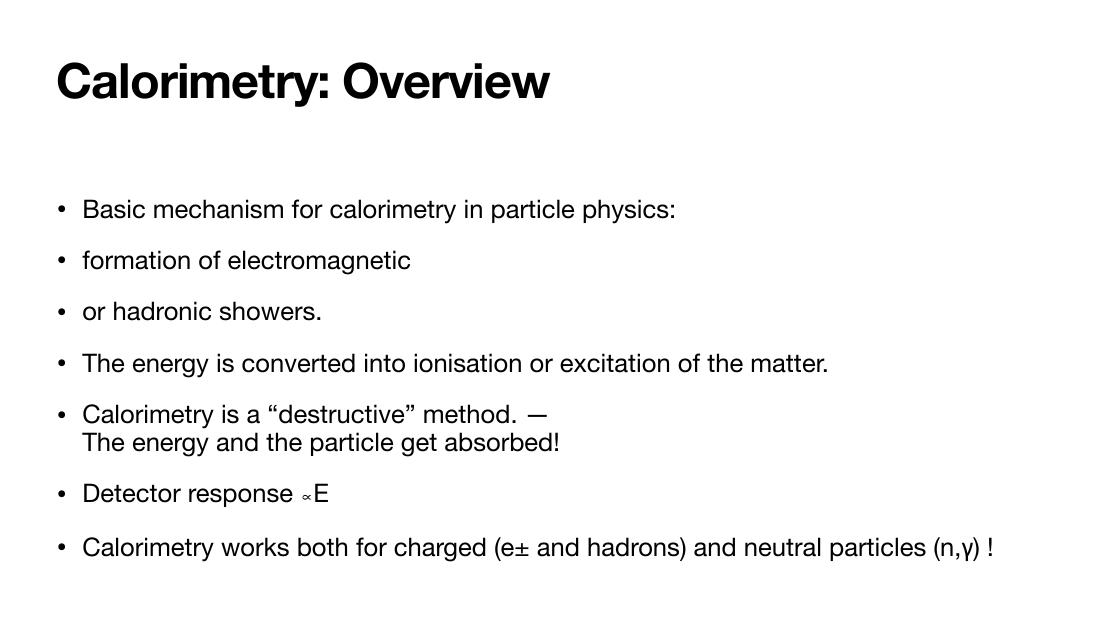 Calorimetry: Overview
• Basic mechanism for calorimetry in particle physics:
• formation of electromagnetic
• or hadronic showers.
• The energy is converted into ionisation or excitation of the matter.
• Calorimetry is a “destructive” method. —
The energy and the particle get absorbed!
• Detector response ∝E
• Calorimetry works both for charged (e± and hadrons) and neutral particles (n,γ) !